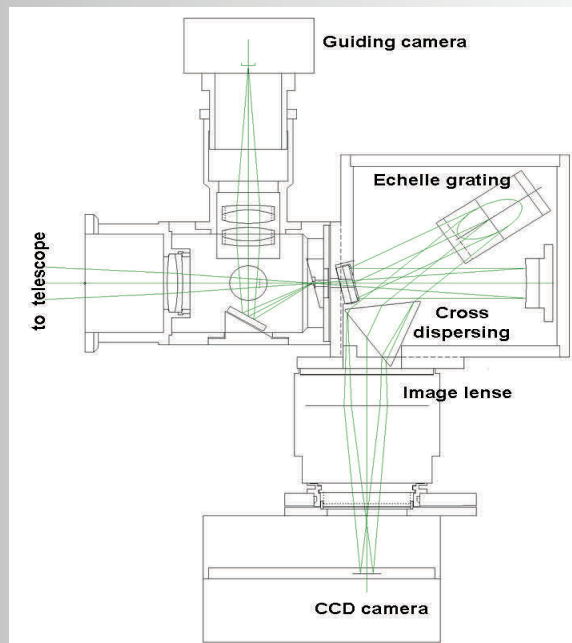 Guiding camera
Echelle grating
to telescope
Cross
dispersing
Image lense
CCD camera